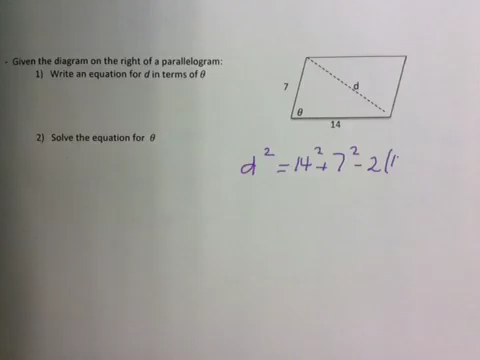 - Given the diagram on the right of a parallelogram:
1) Write an equation for d in terms of θ
7
d
θ
14
2) Solve the equation for θ
d² = 14² + 7² - 2(1